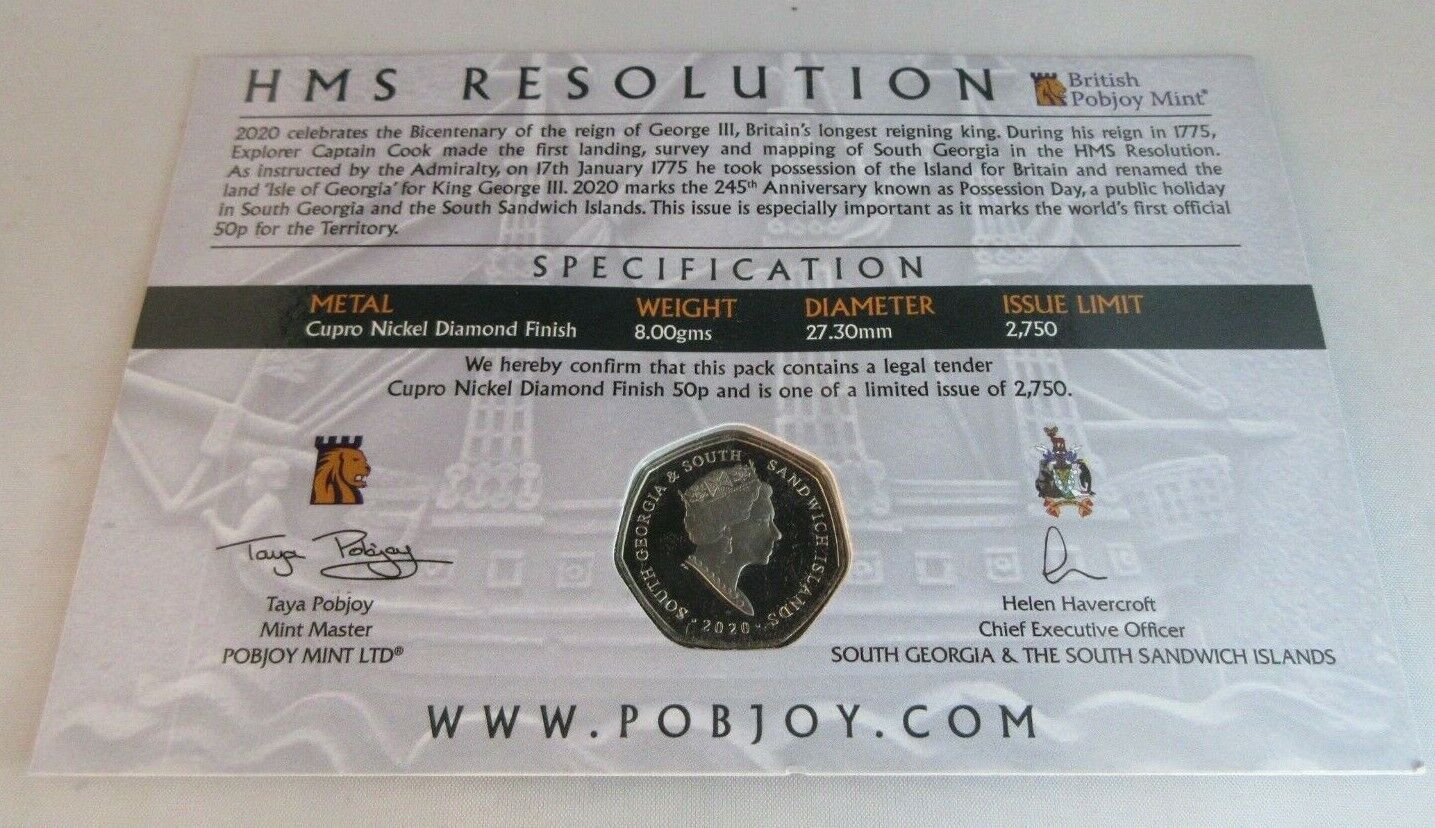 HMS RESOLUTION
British
Pobjoy Mint®
2020 celebrates the Bicentenary of the reign of George III, Britain's longest reigning king. During his reign in 1775,
Explorer Captain Cook made the first landing, survey and mapping of South Georgia in the HMS Resolution.
As instructed by the Admiralty, on 17th January 1775 he took possession of the Island for Britain and renamed the
land 'Isle of Georgia' for King George III. 2020 marks the 245th Anniversary known as Possession Day, a public holiday
in South Georgia and the South Sandwich Islands. This issue is especially important as it marks the world's first official
50p for the Territory.
SPECIFICATION
METAL WEIGHT DIAMETER ISSUE LIMIT
Cupro Nickel Diamond Finish 8.00gms 27.30mm 2,750
We hereby confirm that this pack contains a legal tender
Cupro Nickel Diamond Finish 50p and is one of a limited issue of 2,750.
SOUTH GEORGIA & SOUTH SANDWICH ISLANDS
· 2020 ·
Taya Pobjoy
Taya Pobjoy
Mint Master
POBJOY MINT LTD®
Helen Havercroft
Chief Executive Officer
SOUTH GEORGIA & THE SOUTH SANDWICH ISLANDS
WWW.POBJOY.COM